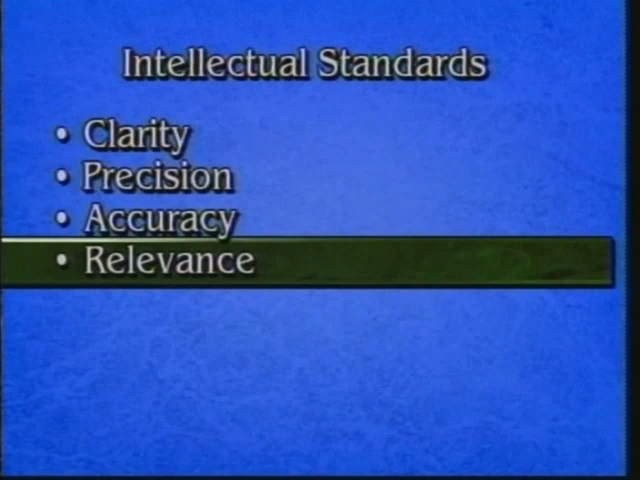 Intellectual Standards
• Clarity
• Precision
• Accuracy
• Relevance